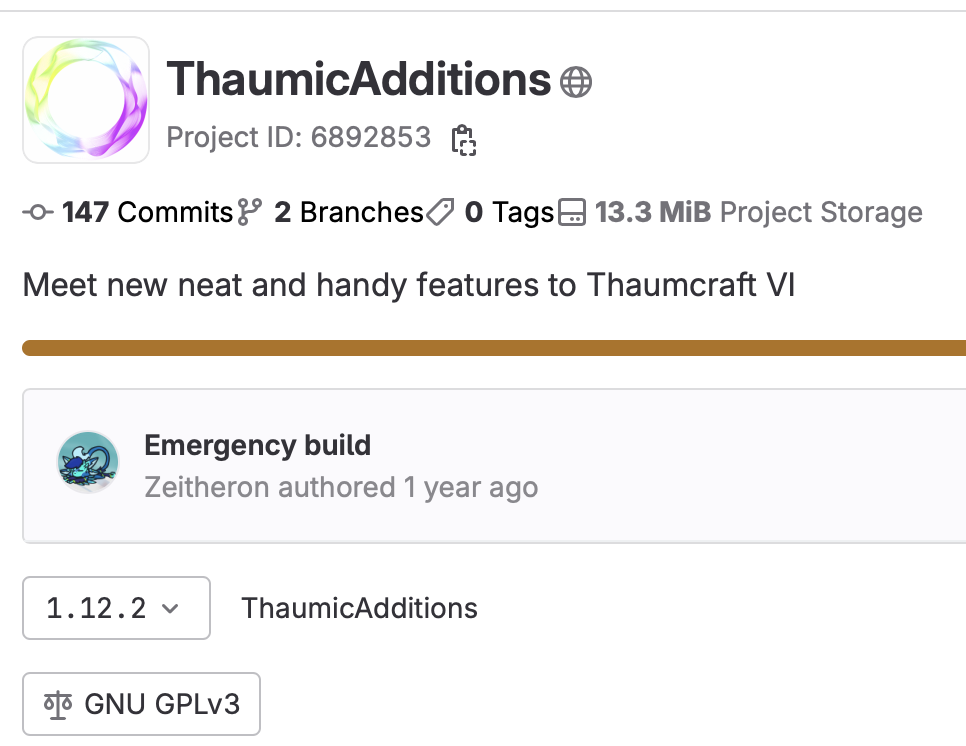 ThaumicAdditions
Project ID: 6892853
147 Commits 2 Branches 0 Tags 13.3 MiB Project Storage
Meet new neat and handy features to Thaumcraft VI
Emergency build
Zeitheron authored 1 year ago
1.12.2 ThaumicAdditions
GNU GPLv3